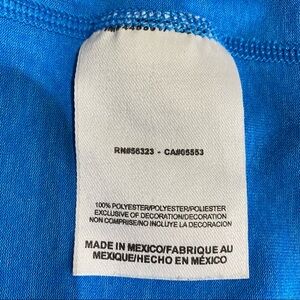 RN#56323 - CA#05553
100% POLYESTER/POLYESTER/POLIESTER
EXCLUSIVE OF DECORATION/DECORATION
NON COMPRISE/NO INCLUYE LA DECORACION
MADE IN MEXICO/FABRIQUE AU
MEXIQUE/HECHO EN MÉXICO